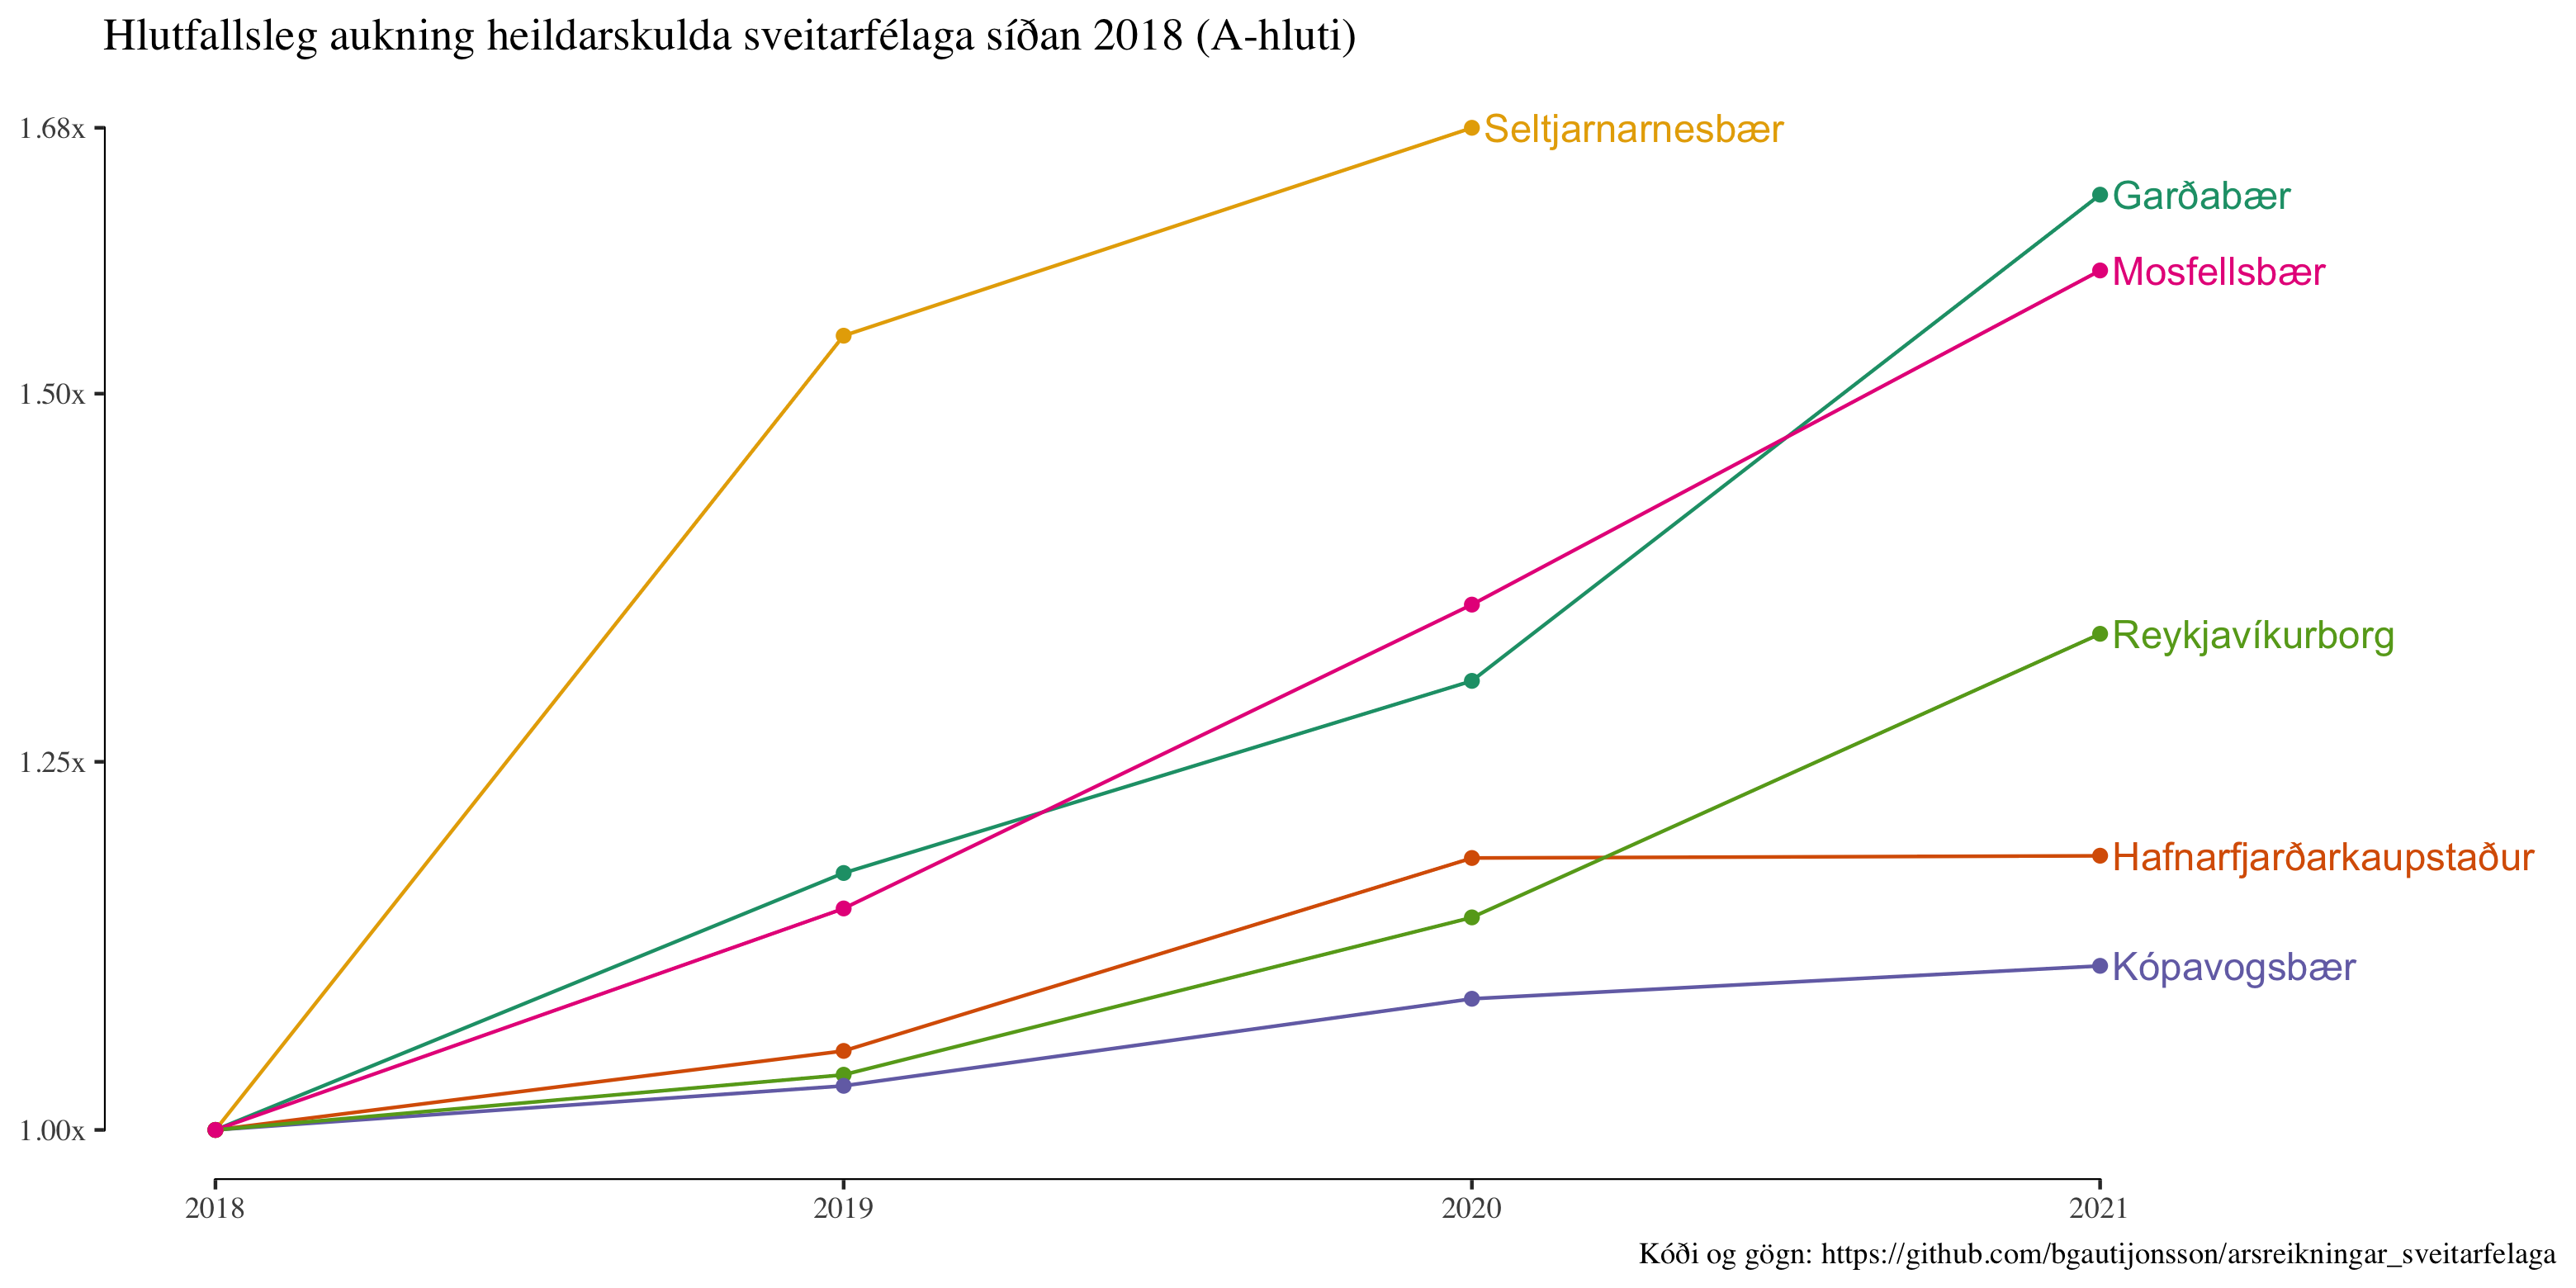 Hlutfallsleg aukning heildarskulda sveitarfélaga síðan 2018 (A-hluti)
1.68x
Seltjarnarnesbær
Garðabær
Mosfellsbær
1.50x
Reykjavíkurborg
1.25x
Hafnarfjarðarkaupstaður
Kópavogsbær
1.00x
2018
2019
2020
2021
Kóði og gögn: https://github.com/bgautijonsson/arsreikningar_sveitarfelaga